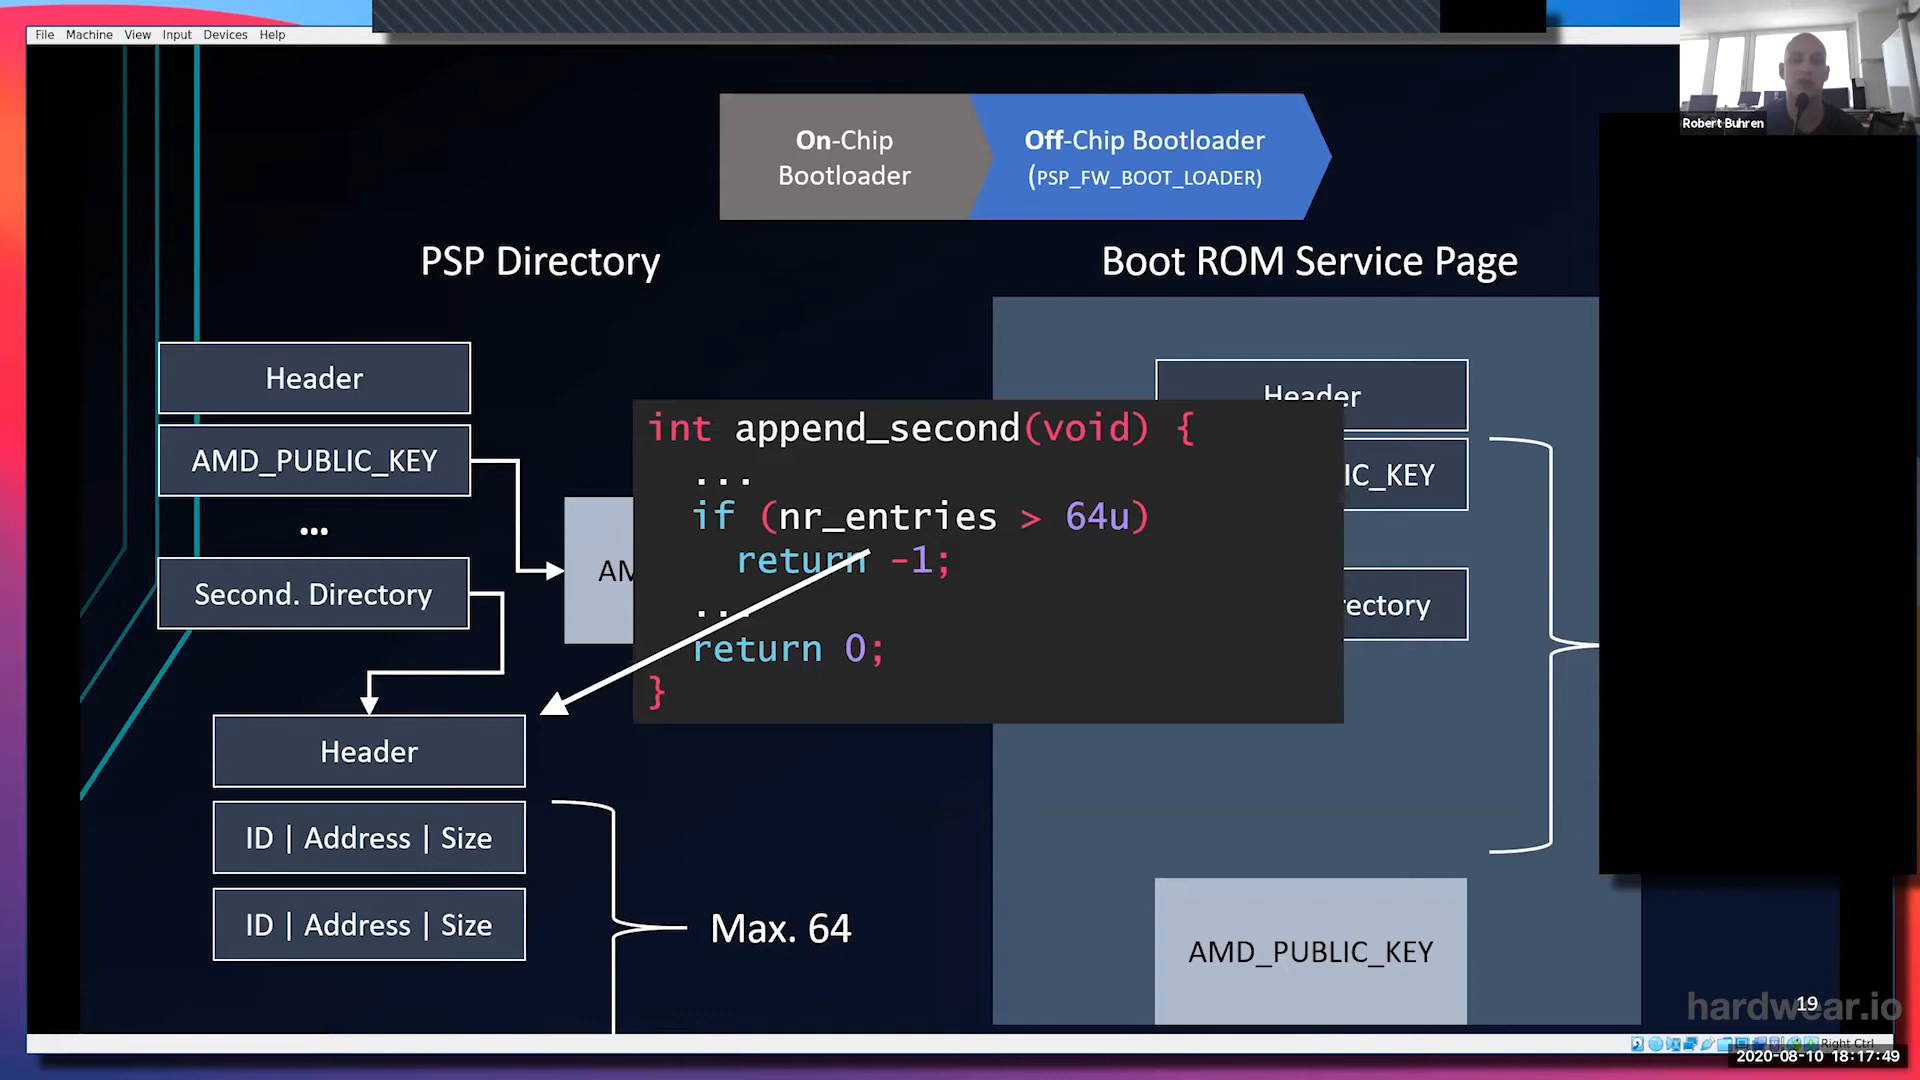 File Machine View Input Devices Help
Robert Buhren
On-Chip
Bootloader
Off-Chip Bootloader
(PSP_FW_BOOT_LOADER)
PSP Directory
Boot ROM Service Page
Header
AMD_PUBLIC_KEY
...
Second. Directory
Header
ID | Address | Size
ID | Address | Size
Max. 64
AM
int append_second(void) {
...
if (nr_entries > 64u)
return -1;
...
return 0;
}
Header
IC_KEY
rectory
AMD_PUBLIC_KEY
19
hardwear.io
Right Ctrl
2020-08-10 18:17:49